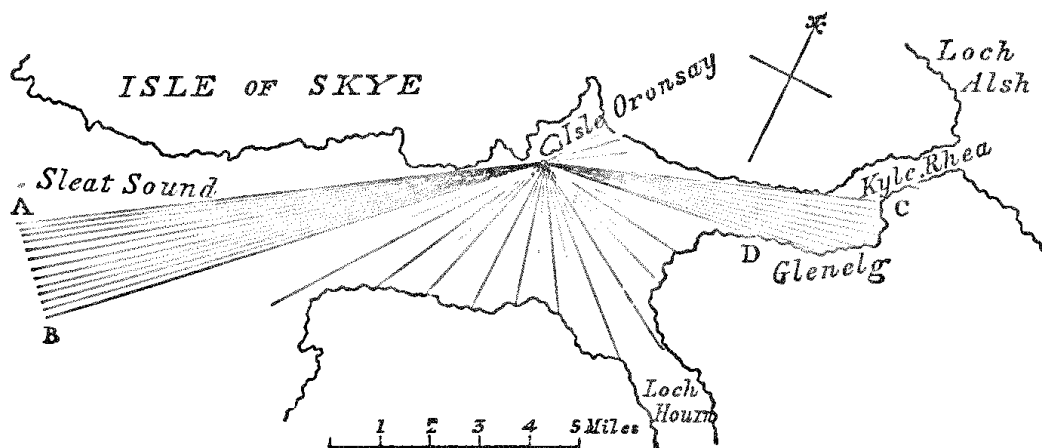 ISLE OF SKYE
Isle Oronsay
Loch
Alsh
Sleat Sound
Kyle Rhea
A
C
D
Glenelg
B
Loch
Hourn
1 2 3 4 5 Miles